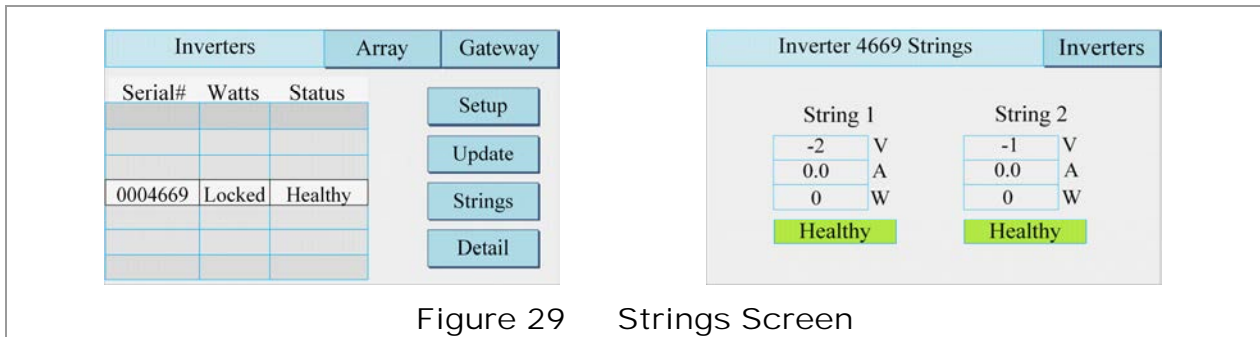 Inverters Array Gateway
Serial# Watts Status
Setup
Update
0004669 Locked Healthy
Strings
Detail
Inverter 4669 Strings Inverters
String 1 String 2
-2 V -1 V
0.0 A 0.0 A
0 W 0 W
Healthy Healthy
Figure 29 Strings Screen